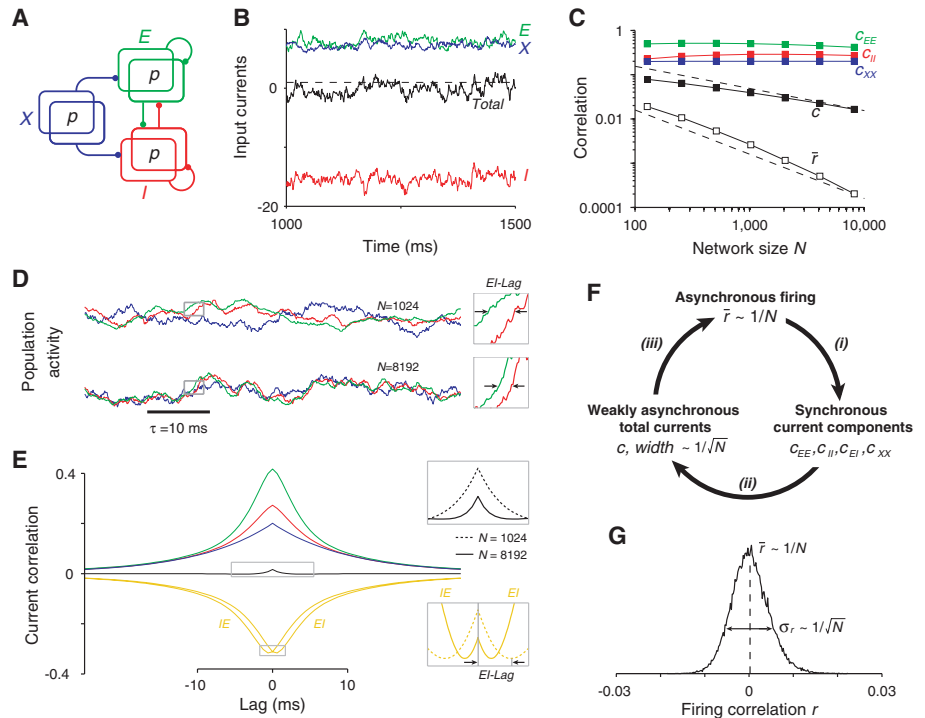 A
E
p
X
p
p
I
B
Input currents
0
-20
E
X
Total
I
1000
1500
Time (ms)
C
Correlation
1
0.01
0.0001
c_EE
c_II
c_XX
c
r̄
100
1,000
10,000
Network size N
D
Population activity
N=1024
N=8192
τ =10 ms
EI-Lag
E
Current correlation
0.4
0
-0.4
IE
EI
-10
0
10
Lag (ms)
N = 1024
N = 8192
IE
EI
EI-Lag
F
Asynchronous firing
r̄ ~ 1/N
(iii)
(i)
Weakly asynchronous
total currents
c, width ~ 1/√N
Synchronous
current components
c_EE, c_II, c_EI, c_XX
(ii)
G
r̄ ~ 1/N
σ_r ~ 1/√N
-0.03
0
0.03
Firing correlation r